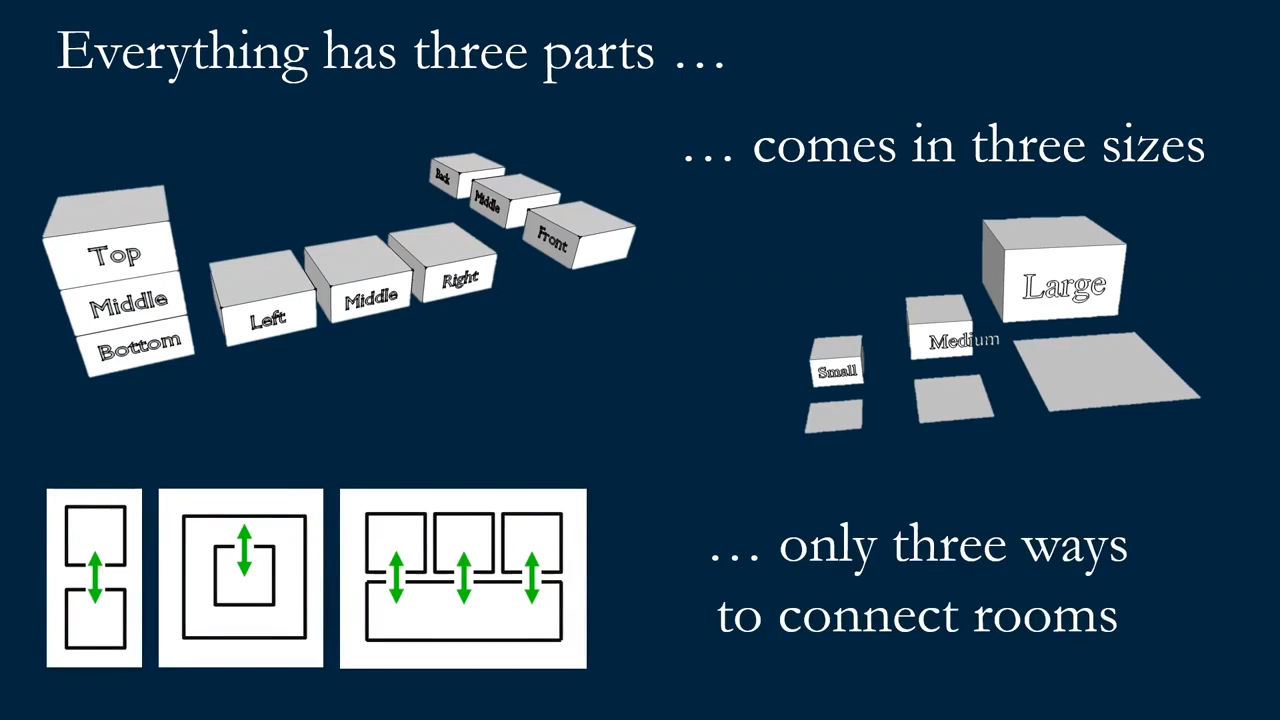 Everything has three parts …
… comes in three sizes
Back
Middle
Front
Top
Middle
Bottom
Left
Middle
Right
Large
Medium
Small
… only three ways
to connect rooms